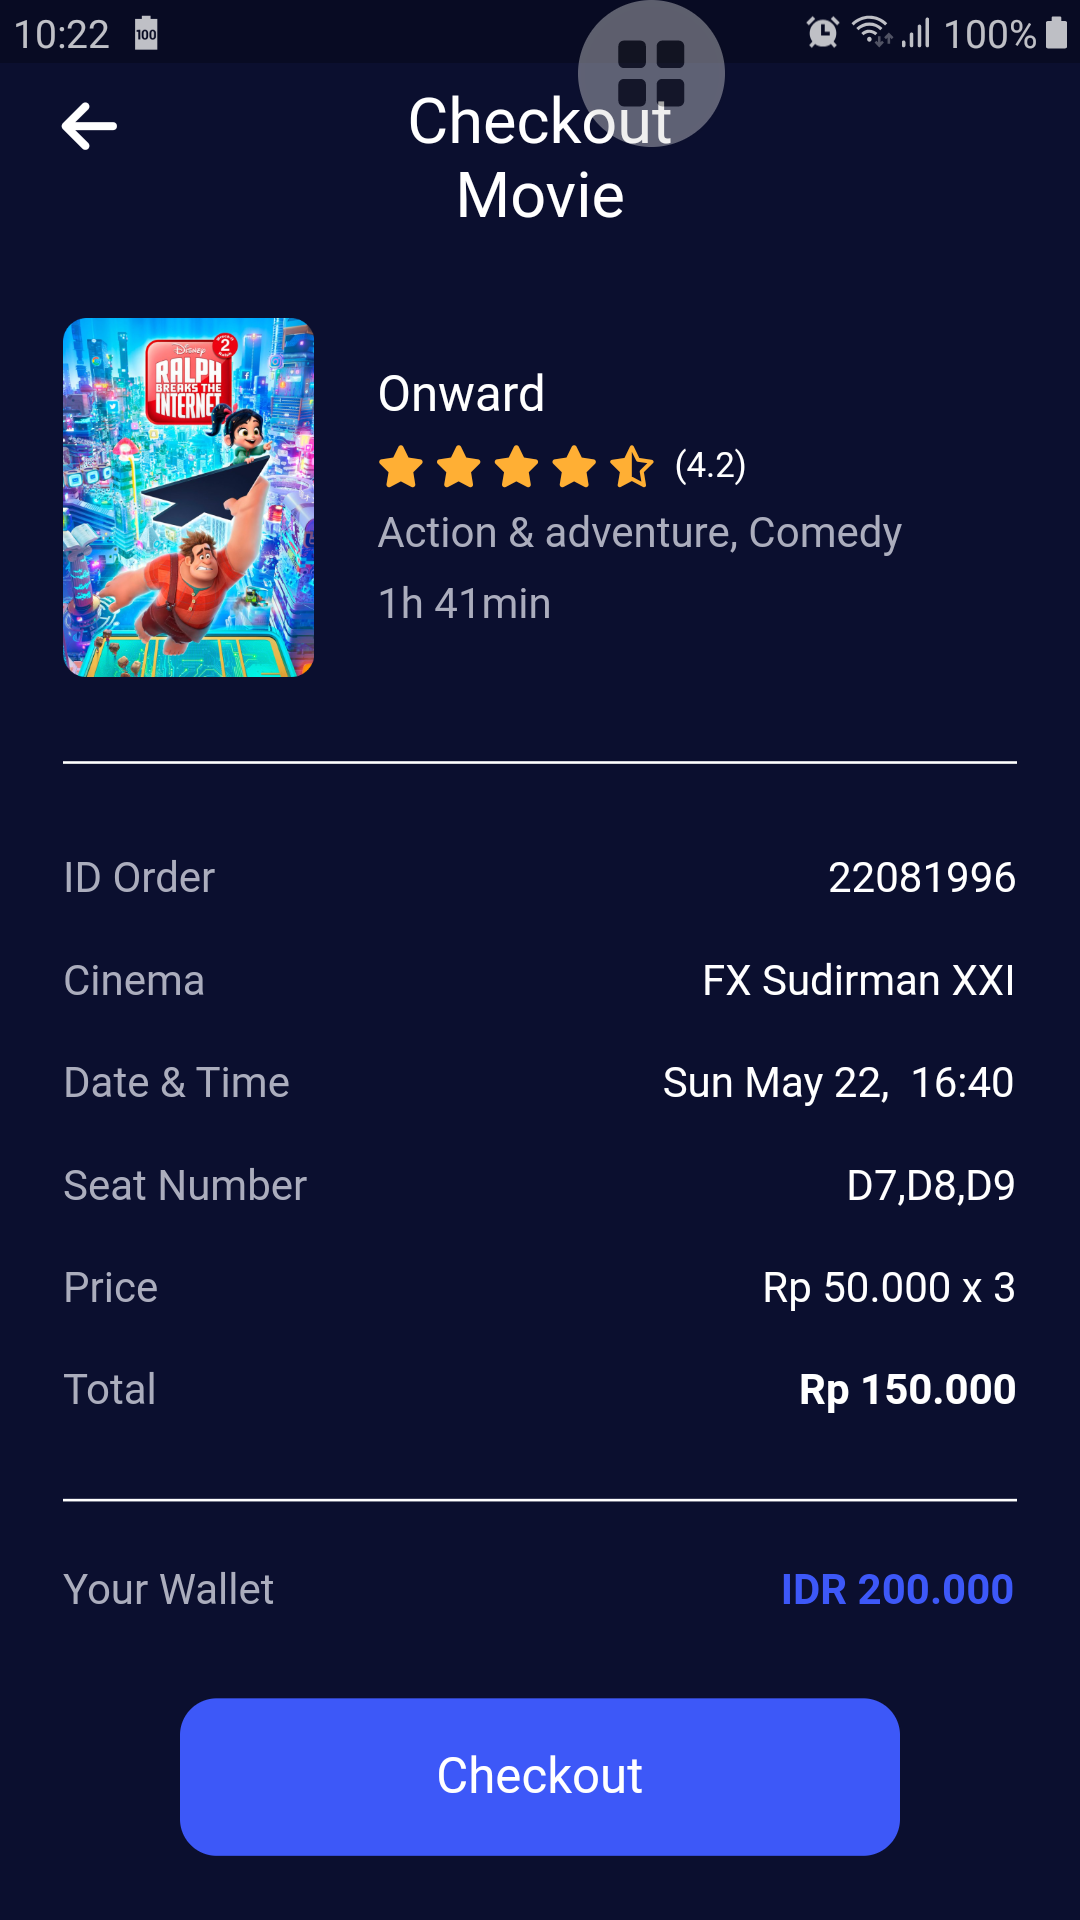 10:22 100 100%
Checkout
Movie
Disney
2
RALPH
BREAKS THE
INTERNET
Onward
(4.2)
Action & adventure, Comedy
1h 41min
ID Order 22081996
Cinema FX Sudirman XXI
Date & Time Sun May 22, 16:40
Seat Number D7,D8,D9
Price Rp 50.000 x 3
Total Rp 150.000
Your Wallet IDR 200.000
Checkout